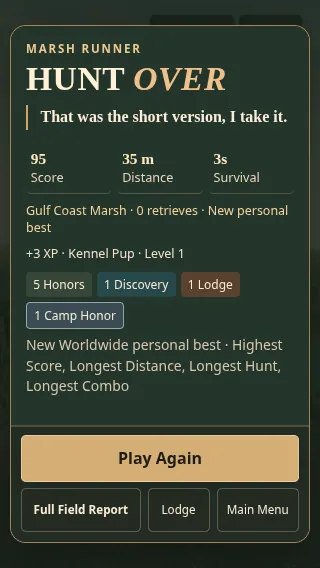 MARSH RUNNER
HUNT OVER
That was the short version, I take it.
95 35 m 3s
Score Distance Survival
Gulf Coast Marsh · 0 retrieves · New personal
best
+3 XP · Kennel Pup · Level 1
5 Honors 1 Discovery 1 Lodge
1 Camp Honor
New Worldwide personal best · Highest
Score, Longest Distance, Longest Hunt,
Longest Combo
Play Again
Full Field Report Lodge Main Menu